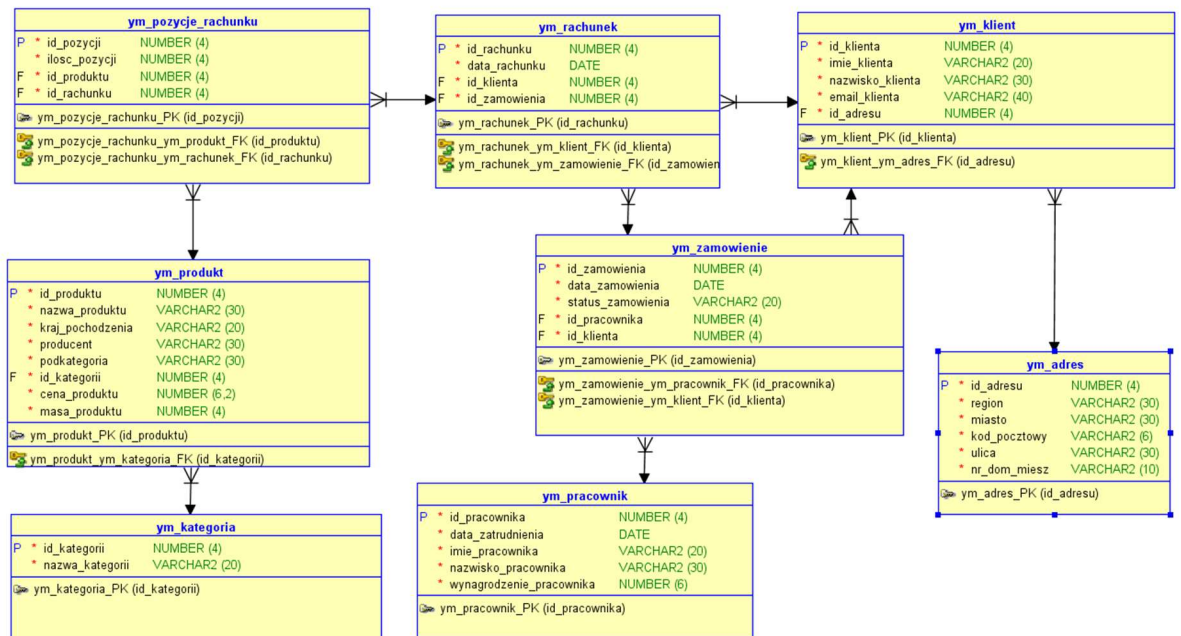 ym_pozycje_rachunku
P * id_pozycji NUMBER (4)
* ilosc_pozycji NUMBER (4)
F * id_produktu NUMBER (4)
F * id_rachunku NUMBER (4)
ym_pozycje_rachunku_PK (id_pozycji)
ym_pozycje_rachunku_ym_produkt_FK (id_produktu)
ym_pozycje_rachunku_ym_rachunek_FK (id_rachunku)
ym_rachunek
P * id_rachunku NUMBER (4)
* data_rachunku DATE
F * id_klienta NUMBER (4)
F * id_zamowienia NUMBER (4)
ym_rachunek_PK (id_rachunku)
ym_rachunek_ym_klient_FK (id_klienta)
ym_rachunek_ym_zamowienie_FK (id_zamowien
ym_klient
P * id_klienta NUMBER (4)
* imie_klienta VARCHAR2 (20)
* nazwisko_klienta VARCHAR2 (30)
* email_klienta VARCHAR2 (40)
F * id_adresu NUMBER (4)
ym_klient_PK (id_klienta)
ym_klient_ym_adres_FK (id_adresu)
ym_produkt
P * id_produktu NUMBER (4)
* nazwa_produktu VARCHAR2 (30)
* kraj_pochodzenia VARCHAR2 (20)
* producent VARCHAR2 (30)
* podkategoria VARCHAR2 (30)
F * id_kategorii NUMBER (4)
* cena_produktu NUMBER (6,2)
* masa_produktu NUMBER (4)
ym_produkt_PK (id_produktu)
ym_produkt_ym_kategoria_FK (id_kategorii)
ym_zamowienie
P * id_zamowienia NUMBER (4)
* data_zamowienia DATE
* status_zamowienia VARCHAR2 (20)
F * id_pracownika NUMBER (4)
F * id_klienta NUMBER (4)
ym_zamowienie_PK (id_zamowienia)
ym_zamowienie_ym_pracownik_FK (id_pracownika)
ym_zamowienie_ym_klient_FK (id_klienta)
ym_adres
P * id_adresu NUMBER (4)
* region VARCHAR2 (30)
* miasto VARCHAR2 (30)
* kod_pocztowy VARCHAR2 (6)
* ulica VARCHAR2 (30)
* nr_dom_miesz VARCHAR2 (10)
ym_adres_PK (id_adresu)
ym_kategoria
P * id_kategorii NUMBER (4)
* nazwa_kategorii VARCHAR2 (20)
ym_kategoria_PK (id_kategorii)
ym_pracownik
P * id_pracownika NUMBER (4)
* data_zatrudnienia DATE
* imie_pracownika VARCHAR2 (20)
* nazwisko_pracownika VARCHAR2 (30)
* wynagrodzenie_pracownika NUMBER (6)
ym_pracownik_PK (id_pracownika)